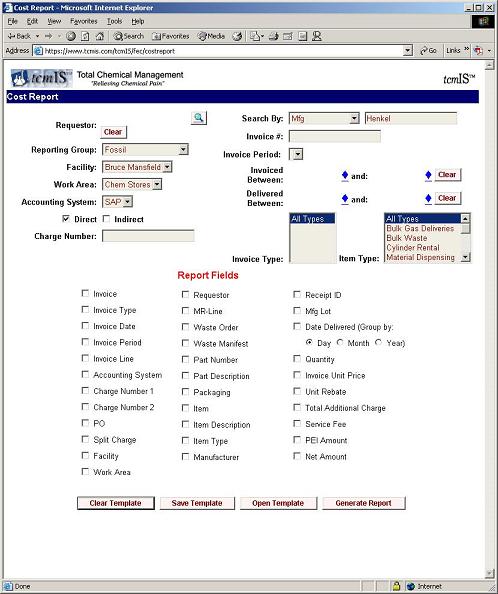 Cost Report - Microsoft Internet Explorer
File Edit View Favorites Tools Help
Back Search Favorites Media
Address https://www.tcmis.com/tcmIS/fec/costreport Go Links »
tcmIS™ Total Chemical Management tcmIS™
"Relieving Chemical Pain"
Cost Report
Requestor: Search By: Mfg Henkel
Clear Invoice #:
Reporting Group: Fossil Invoice Period:
Facility: Bruce Mansfield Invoiced Between: and: Clear
Work Area: Chem Stores Delivered Between: and: Clear
Accounting System: SAP
Direct Indirect
Charge Number:
Invoice Type: All Types
Item Type: All Types
Bulk Gas Deliveries
Bulk Waste
Cylinder Rental
Material Dispensing
Report Fields
Invoice Requestor Receipt ID
Invoice Type MR-Line Mfg Lot
Invoice Date Waste Order Date Delivered (Group by:
Invoice Period Waste Manifest Day Month Year)
Invoice Line Part Number Quantity
Accounting System Part Description Invoice Unit Price
Charge Number 1 Packaging Unit Rebate
Charge Number 2 Item Total Additional Charge
PO Item Description Service Fee
Split Charge Item Type PEI Amount
Facility Manufacturer Net Amount
Work Area
Clear Template Save Template Open Template Generate Report
Done Internet